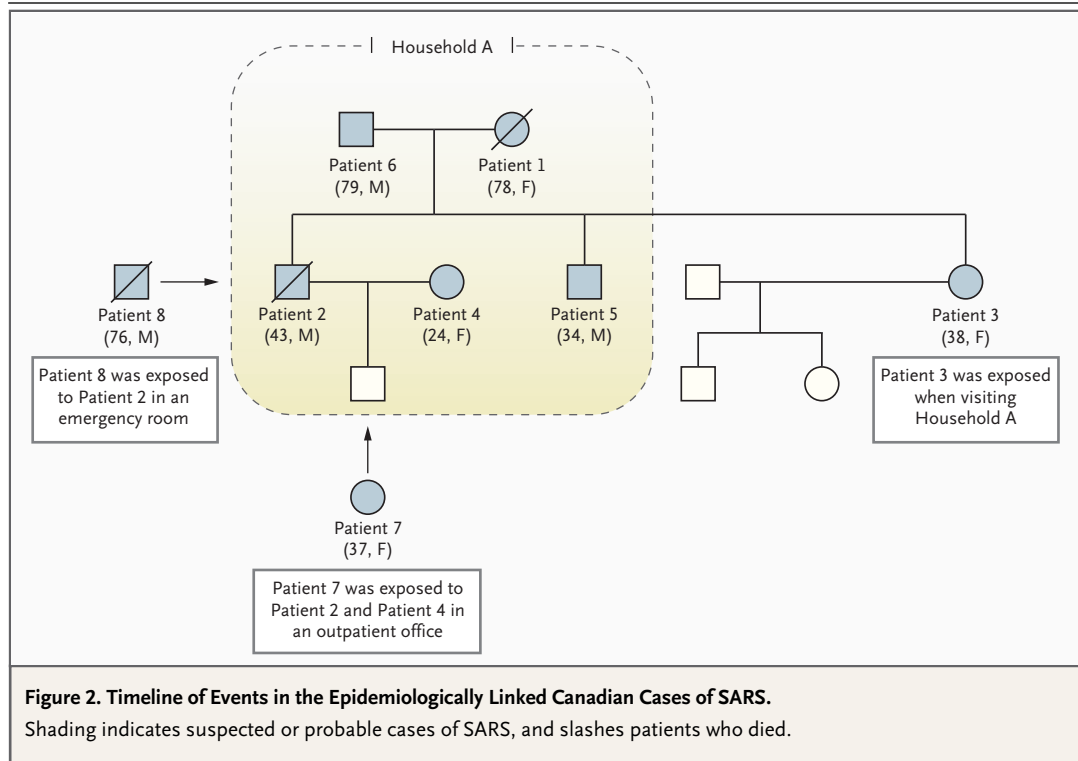 Household A
Patient 6
(79, M)
Patient 1
(78, F)
Patient 8
(76, M)
Patient 2
(43, M)
Patient 4
(24, F)
Patient 5
(34, M)
Patient 3
(38, F)
Patient 8 was exposed
to Patient 2 in an
emergency room
Patient 3 was exposed
when visiting
Household A
Patient 7
(37, F)
Patient 7 was exposed to
Patient 2 and Patient 4 in
an outpatient office
Figure 2. Timeline of Events in the Epidemiologically Linked Canadian Cases of SARS.
Shading indicates suspected or probable cases of SARS, and slashes patients who died.